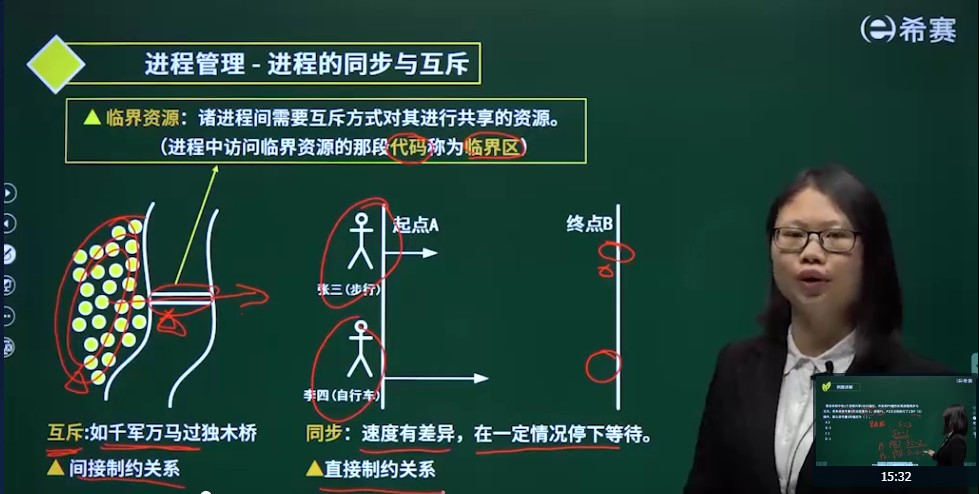 希赛
进程管理 - 进程的同步与互斥
▲ 临界资源：诸进程间需要互斥方式对其进行共享的资源。
（进程中访问临界资源的那段代码称为临界区）
起点A
终点B
张三（步行）
李四（自行车）
互斥:如千军万马过独木桥
同步：速度有差异，在一定情况停下等待。
▲间接制约关系
▲直接制约关系
15:32